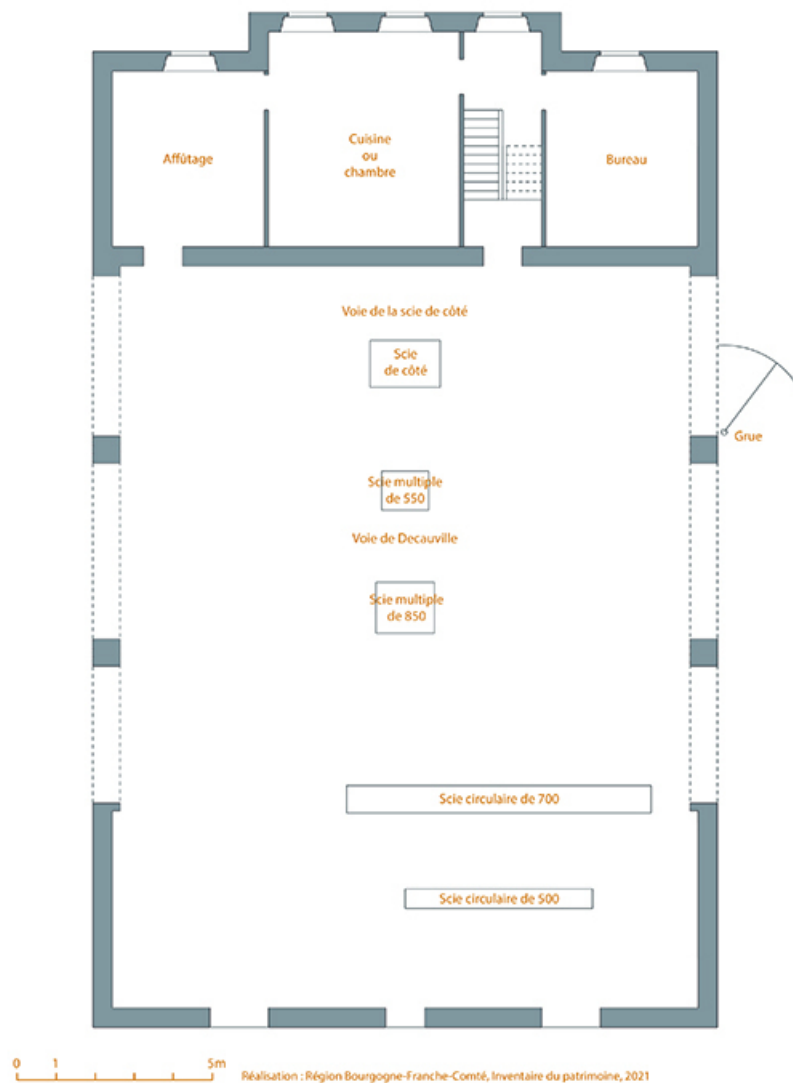 Affûtage
Cuisine
ou
chambre
Bureau
Voie de la scie de côté
Scie
de côté
Grue
Scie multiple
de 550
Voie de Decauville
Scie multiple
de 850
Scie circulaire de 700
Scie circulaire de 500
0 1 5m
Réalisation : Région Bourgogne-Franche-Comté, Inventaire du patrimoine, 2021